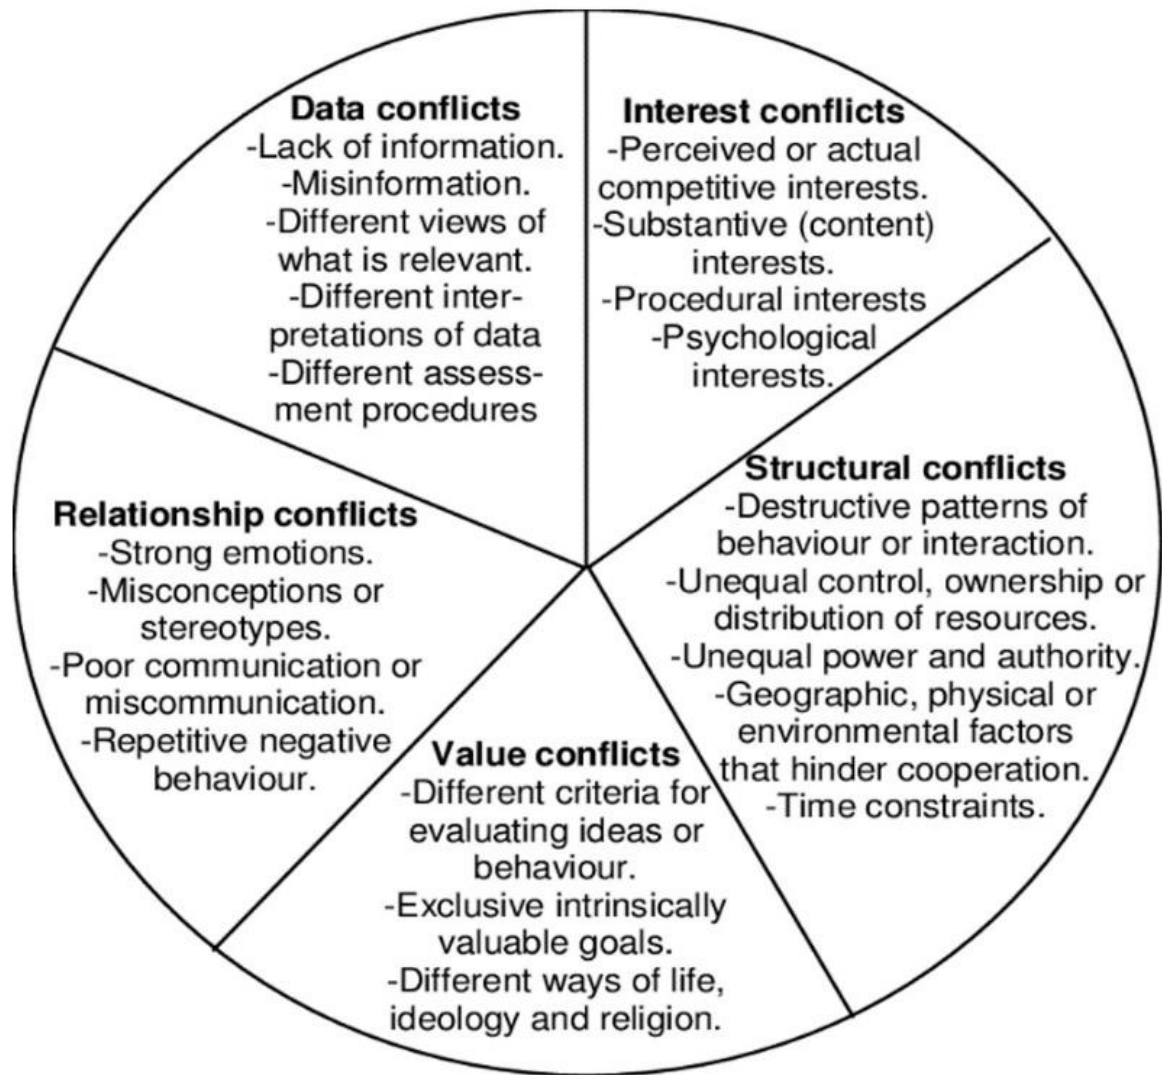 Data conflicts
-Lack of information.
-Misinformation.
-Different views of
what is relevant.
-Different inter-
pretations of data
-Different assess-
ment procedures
Interest conflicts
-Perceived or actual
competitive interests.
-Substantive (content)
interests.
-Procedural interests
-Psychological
interests.
Structural conflicts
-Destructive patterns of
behaviour or interaction.
-Unequal control, ownership or
distribution of resources.
-Unequal power and authority.
-Geographic, physical or
environmental factors
that hinder cooperation.
-Time constraints.
Relationship conflicts
-Strong emotions.
-Misconceptions or
stereotypes.
-Poor communication or
miscommunication.
-Repetitive negative
behaviour.
Value conflicts
-Different criteria for
evaluating ideas or
behaviour.
-Exclusive intrinsically
valuable goals.
-Different ways of life,
ideology and religion.